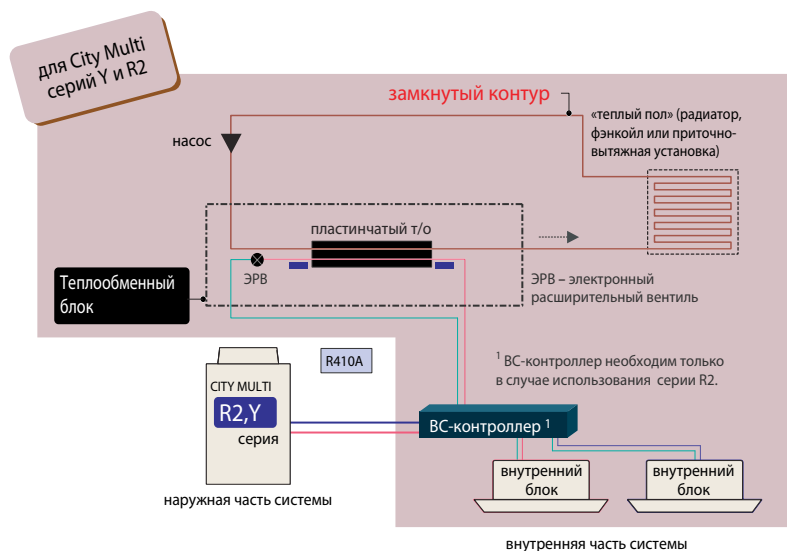 для City Multi
серий Y и R2
замкнутый контур
«теплый пол» (радиатор,
фэнкойл или приточно-
вытяжная установка)
насос
пластинчатый т/о
ЭРВ
Теплообменный
блок
ЭРВ – электронный
расширительный вентиль
R410A
1 ВС-контроллер необходим только
в случае использования серии R2.
CITY MULTI
R2,Y
серия
ВС-контроллер 1
внутренний
блок
внутренний
блок
наружная часть системы
внутренняя часть системы